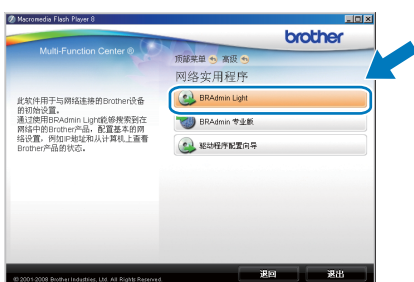 Macromedia Flash Player 8
brother
Multi-Function Center ®
顶部菜单 高级
网络实用程序
BRAdmin Light
此软件用于与网络连接的Brother设备
的初始设置。
通过使用BRAdmin Light能够搜索到在
网络中的Brother产品，配置基本的网
络设置，例如IP地址和从计算机上查看
Brother产品的状态。
BRAdmin 专业版
驱动程序配置向导
© 2001-2008 Brother Industries, Ltd. All Rights Reserved.
退回
退出